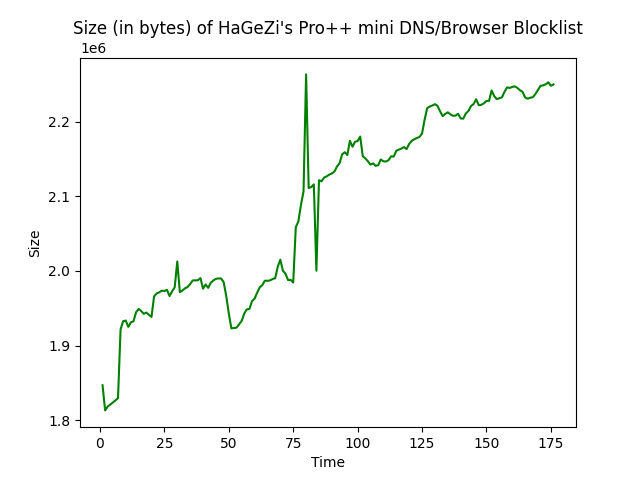 Size (in bytes) of HaGeZi's Pro++ mini DNS/Browser Blocklist
1e6
2.2
2.1
2.0
1.9
1.8
Size
0 25 50 75 100 125 150 175
Time